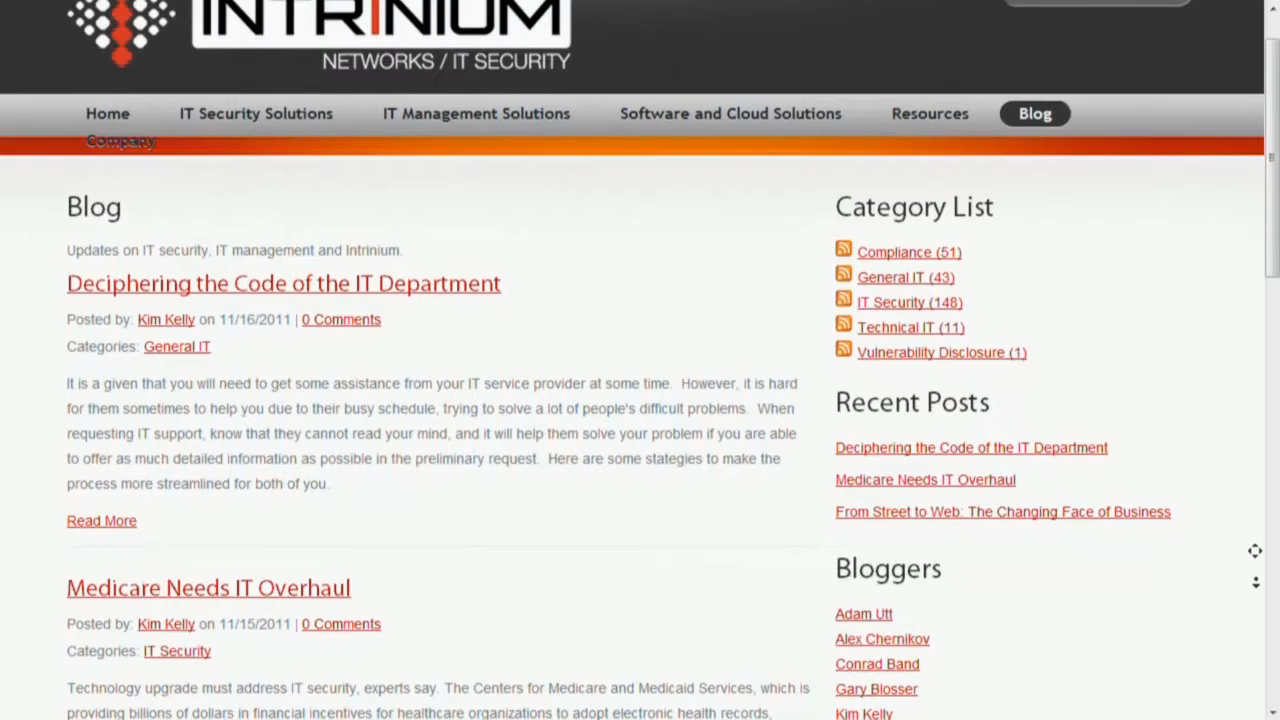 INTRINIUM
NETWORKS / IT SECURITY
Home IT Security Solutions IT Management Solutions Software and Cloud Solutions Resources Blog
Company
Blog
Updates on IT security, IT management and Intrinium.
Deciphering the Code of the IT Department
Posted by: Kim Kelly on 11/16/2011 | 0 Comments
Categories: General IT
It is a given that you will need to get some assistance from your IT service provider at some time. However, it is hard
for them sometimes to help you due to their busy schedule, trying to solve a lot of people's difficult problems. When
requesting IT support, know that they cannot read your mind, and it will help them solve your problem if you are able
to offer as much detailed information as possible in the preliminary request. Here are some stategies to make the
process more streamlined for both of you.
Read More
Medicare Needs IT Overhaul
Posted by: Kim Kelly on 11/15/2011 | 0 Comments
Categories: IT Security
Technology upgrade must address IT security, experts say. The Centers for Medicare and Medicaid Services, which is
providing billions of dollars in financial incentives for healthcare organizations to adopt electronic health records,
Category List
Compliance (51)
General IT (43)
IT Security (148)
Technical IT (11)
Vulnerability Disclosure (1)
Recent Posts
Deciphering the Code of the IT Department
Medicare Needs IT Overhaul
From Street to Web: The Changing Face of Business
Bloggers
Adam Utt
Alex Chernikov
Conrad Band
Gary Blosser
Kim Kelly